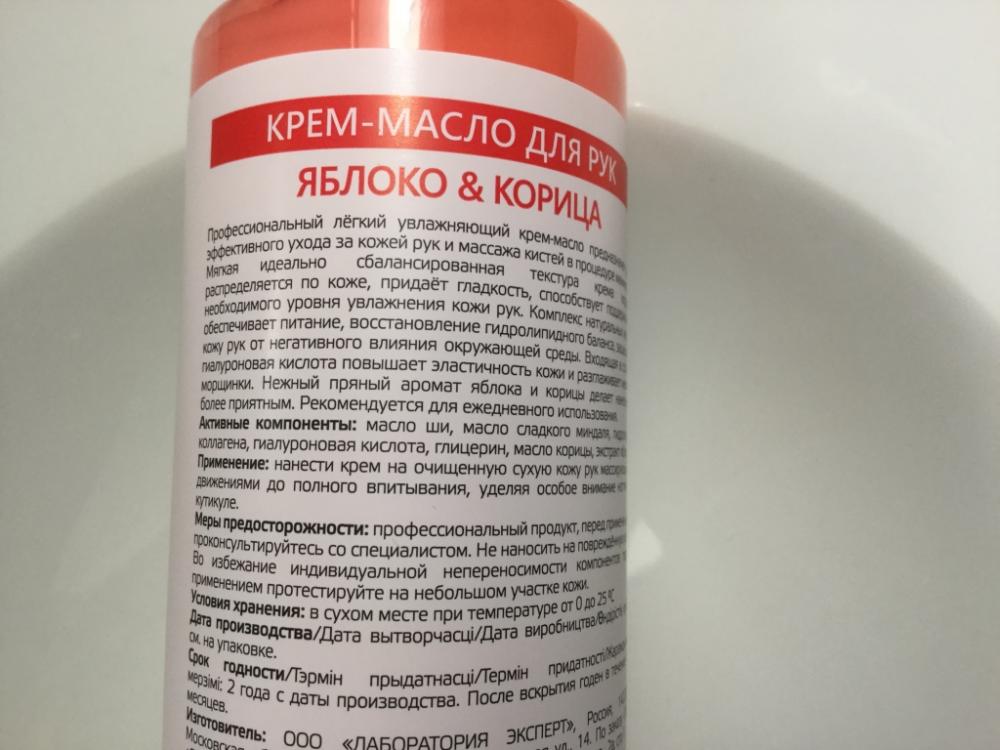 КРЕМ-МАСЛО ДЛЯ РУК
ЯБЛОКО & КОРИЦА
Профессиональный лёгкий увлажняющий крем-масло
эффективного ухода за кожей рук и массажа кистей в процедуре
Мягкая идеально сбалансированная текстура крема
распределяется по коже, придаёт гладкость, способствует
необходимого уровня увлажнения кожи рук. Комплекс натуральных
обеспечивает питание, восстановление гидролипидного баланса,
кожу рук от негативного влияния окружающей среды. Входящая в
гиалуроновая кислота повышает эластичность кожи и разглаживает
морщинки. Нежный пряный аромат яблока и корицы делает
более приятным. Рекомендуется для ежедневного использования.
Активные компоненты: масло ши, масло сладкого миндаля,
коллагена, гиалуроновая кислота, глицерин, масло корицы, экстракт
Применение: нанести крем на очищенную сухую кожу рук
движениями до полного впитывания, уделяя особое внимание
кутикуле.
Меры предосторожности: профессиональный продукт, перед
проконсультируйтесь со специалистом. Не наносить на
Во избежание индивидуальной непереносимости компонентов
применением протестируйте на небольшом участке кожи.
Условия хранения: в сухом месте при температуре от 0 до 25 °C
Дата производства/Дата вытворчасці/Дата виробництва/
см. на упаковке.
Срок годности/Тэрмін прыдатнасці/Термін придатності/
мерзімі: 2 года с даты производства. После вскрытия годен в
месяцев.
Изготовитель: ООО «ЛАБОРАТОРИЯ ЭКСПЕРТ», Россия,
Московская ул., 14. По